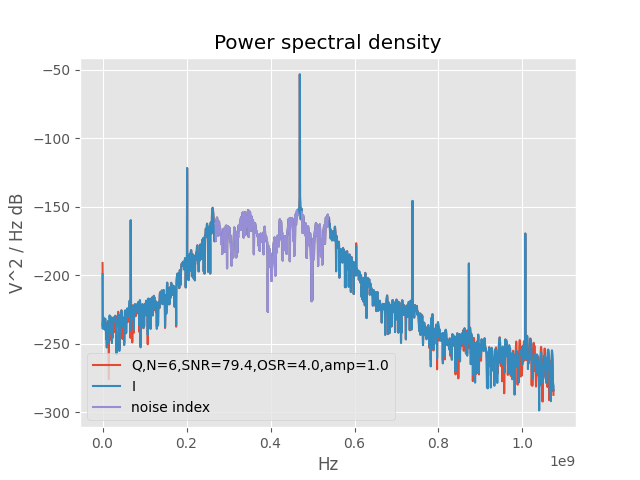 Power spectral density
−50
−100
−150
−200
−250
−300
V^2 / Hz dB
Q,N=6,SNR=79.4,OSR=4.0,amp=1.0
I
noise index
0.0 0.2 0.4 0.6 0.8 1.0
1e9
Hz